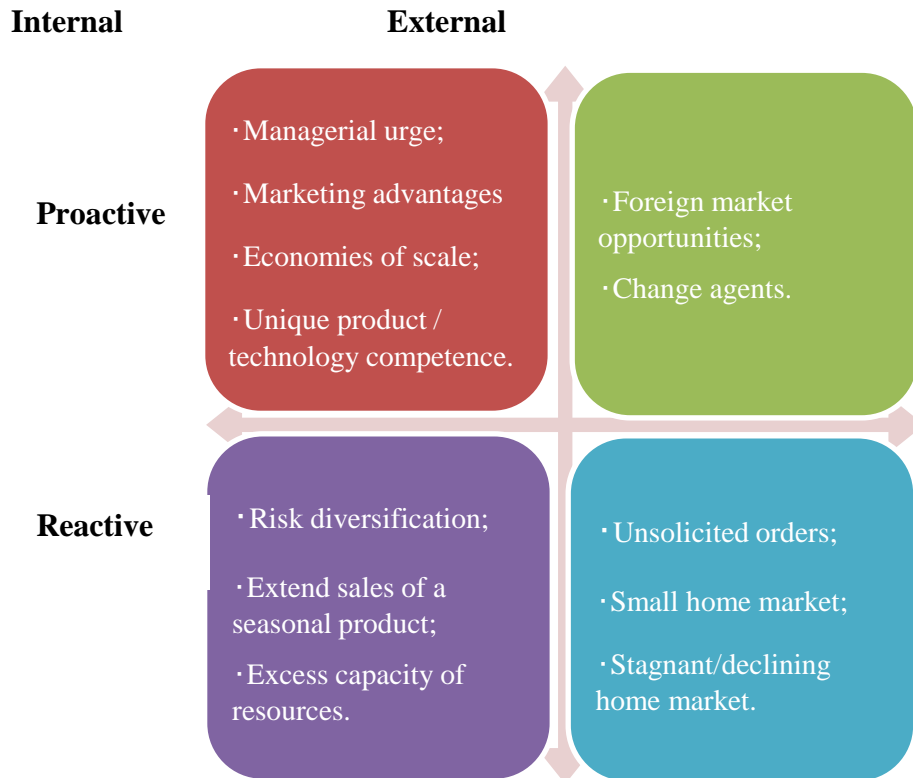 Internal External
Proactive
·Managerial urge;
·Marketing advantages
·Economies of scale;
·Unique product /
technology competence.
·Foreign market
opportunities;
·Change agents.
Reactive
·Risk diversification;
·Extend sales of a
seasonal product;
·Excess capacity of
resources.
·Unsolicited orders;
·Small home market;
·Stagnant/declining
home market.